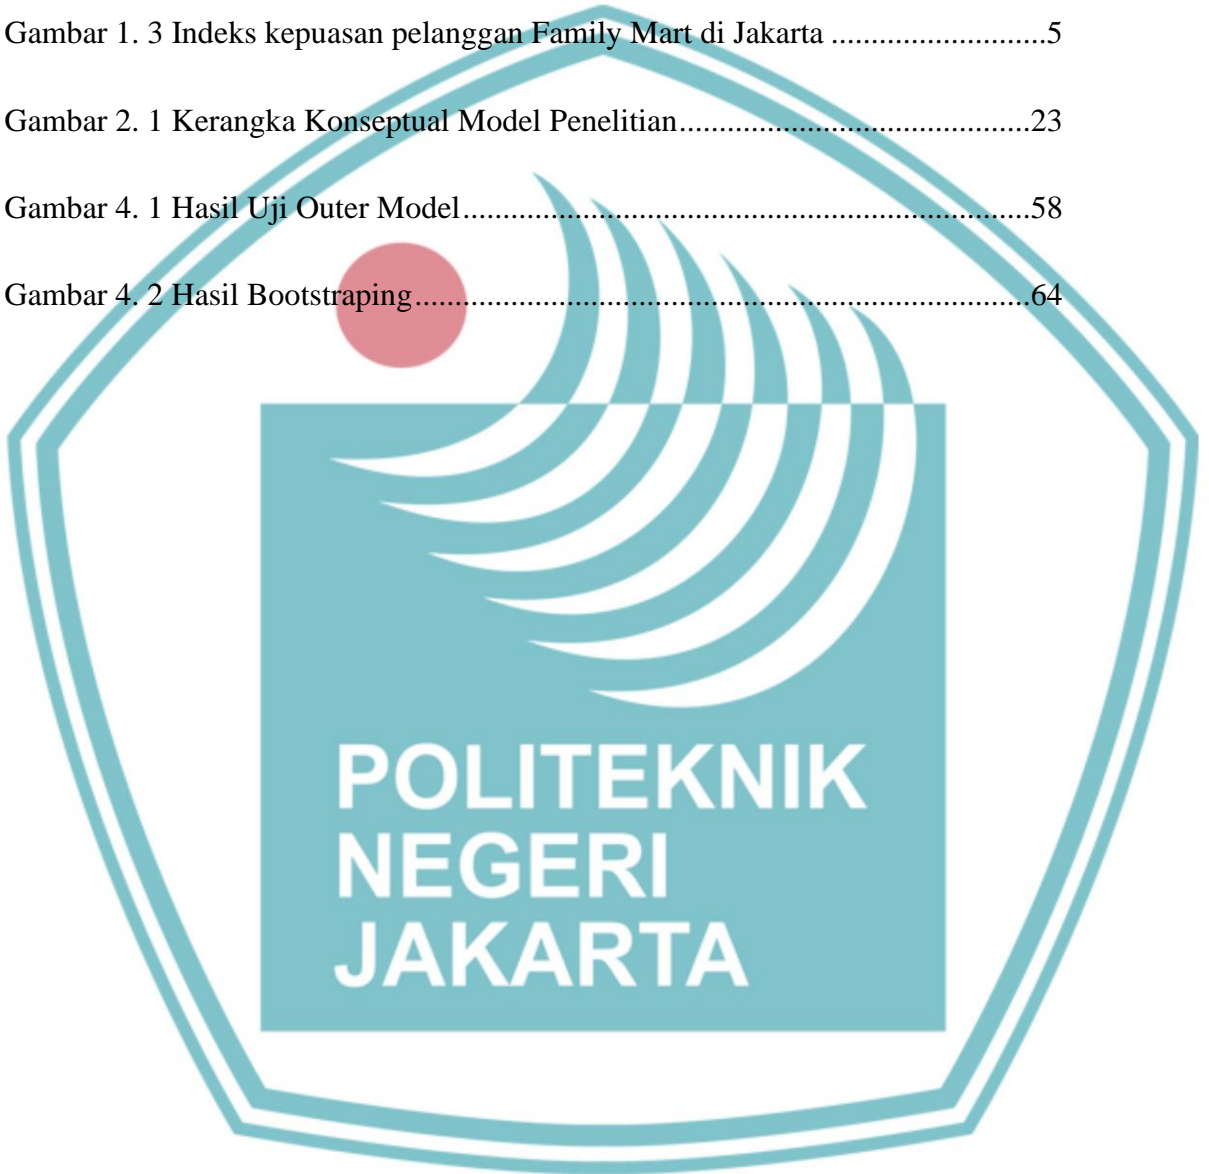 Gambar 1. 3 Indeks kepuasan pelanggan Family Mart di Jakarta ...........................5
Gambar 2. 1 Kerangka Konseptual Model Penelitian............................................23
Gambar 4. 1 Hasil Uji Outer Model.......................................................................58
Gambar 4. 2 Hasil Bootstraping.............................................................................64
POLITEKNIK
NEGERI
JAKARTA